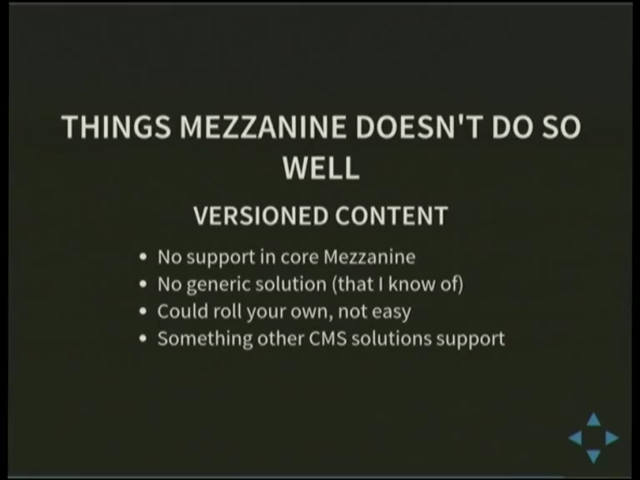 THINGS MEZZANINE DOESN'T DO SO
WELL
VERSIONED CONTENT
• No support in core Mezzanine
• No generic solution (that I know of)
• Could roll your own, not easy
• Something other CMS solutions support